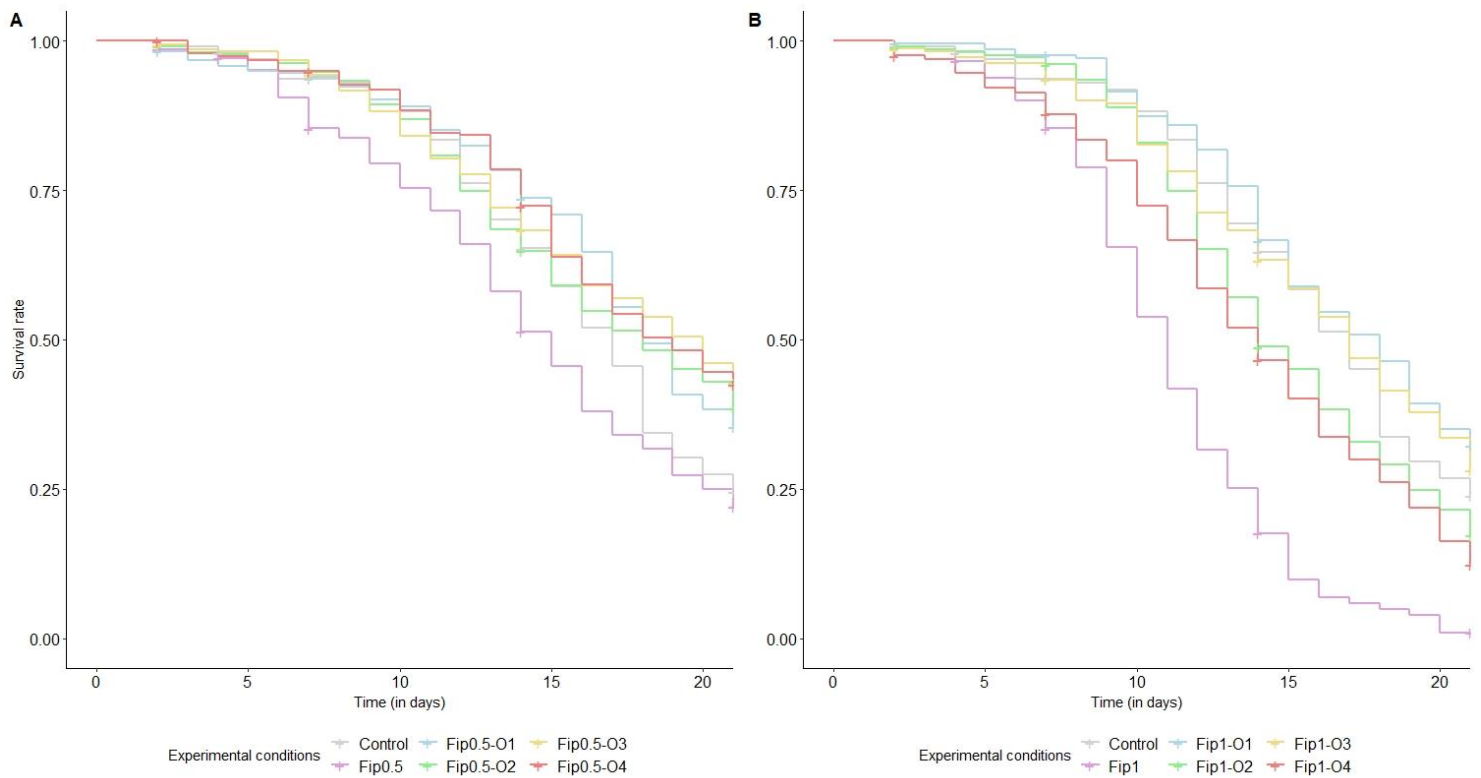 A
B
1.00
0.75
0.50
0.25
0.00
Survival rate
0 5 10 15 20
Time (in days)
Experimental conditions
Control Fip0.5-O1 Fip0.5-O3
Fip0.5 Fip0.5-O2 Fip0.5-O4
1.00
0.75
0.50
0.25
0.00
0 5 10 15 20
Time (in days)
Experimental conditions
Control Fip1-O1 Fip1-O3
Fip1 Fip1-O2 Fip1-O4